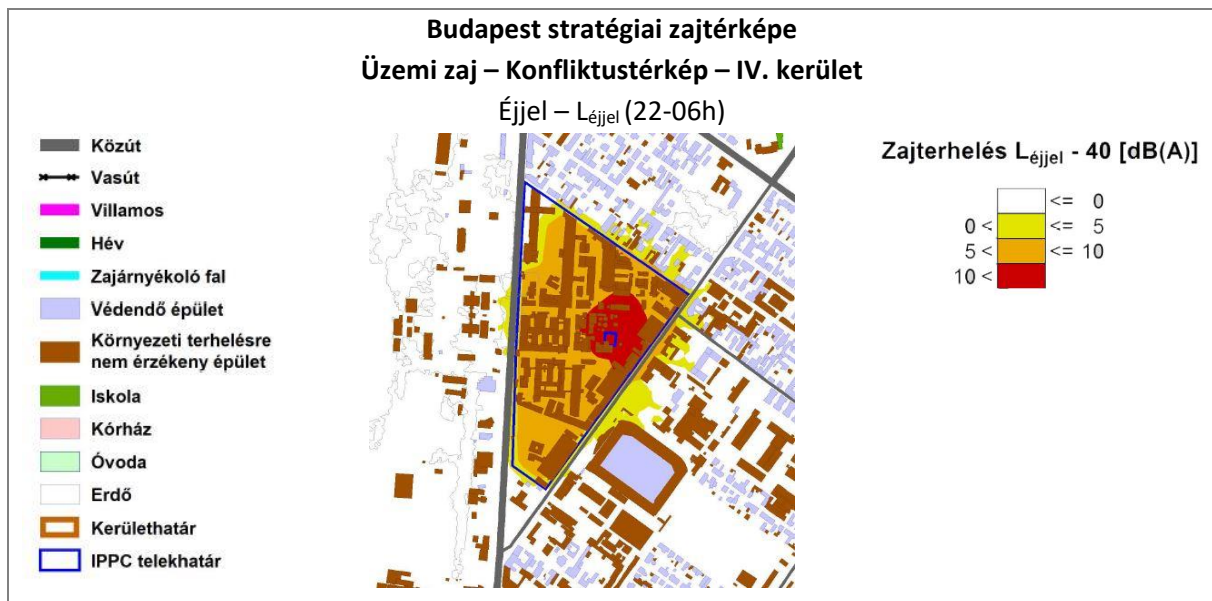 Budapest stratégiai zajtérképe
Üzemi zaj – Konfliktustérkép – IV. kerület
Éjjel – Léjjel (22-06h)
Közút
Vasút
Villamos
Hév
Zajárnyékoló fal
Védendő épület
Környezeti terhelésre
nem érzékeny épület
Iskola
Kórház
Óvoda
Erdő
Kerülethatár
IPPC telekhatár
Zajterhelés Léjjel - 40 [dB(A)]
<= 0
0 < <= 5
5 < <= 10
10 <